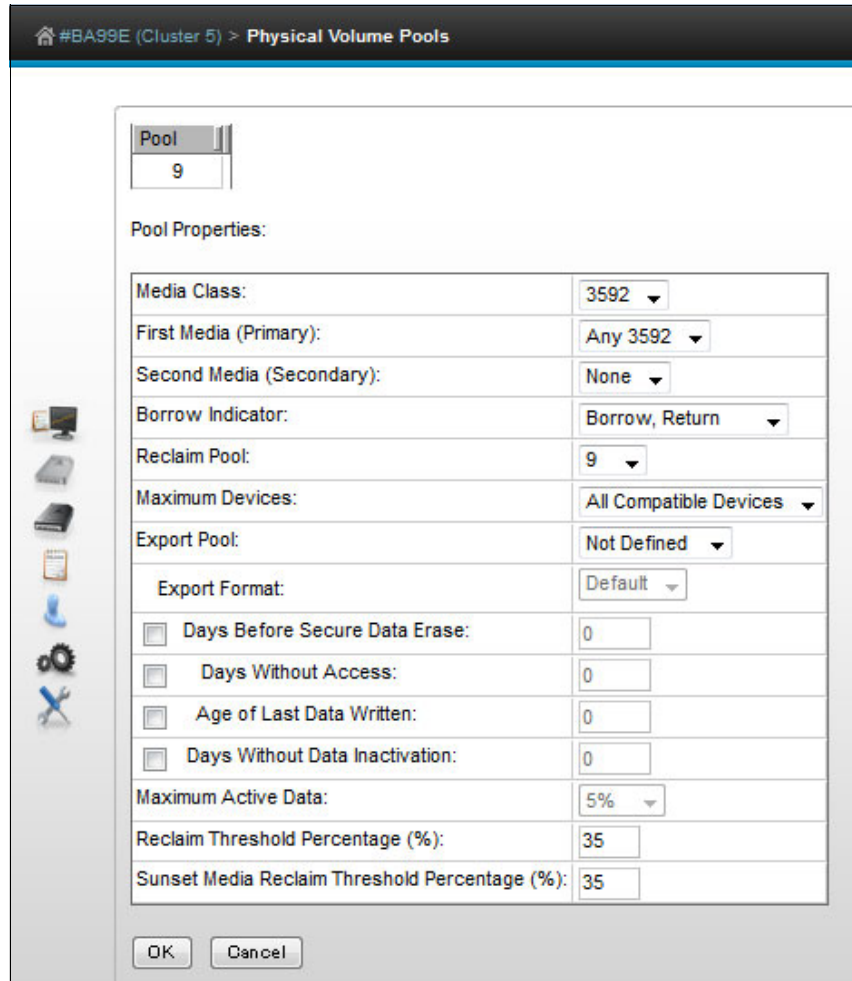 #BA99E (Cluster 5) > Physical Volume Pools
Pool
9
Pool Properties:
Media Class: 3592
First Media (Primary): Any 3592
Second Media (Secondary): None
Borrow Indicator: Borrow, Return
Reclaim Pool: 9
Maximum Devices: All Compatible Devices
Export Pool: Not Defined
Export Format: Default
Days Before Secure Data Erase: 0
Days Without Access: 0
Age of Last Data Written: 0
Days Without Data Inactivation: 0
Maximum Active Data: 5%
Reclaim Threshold Percentage (%): 35
Sunset Media Reclaim Threshold Percentage (%): 35
OK Cancel